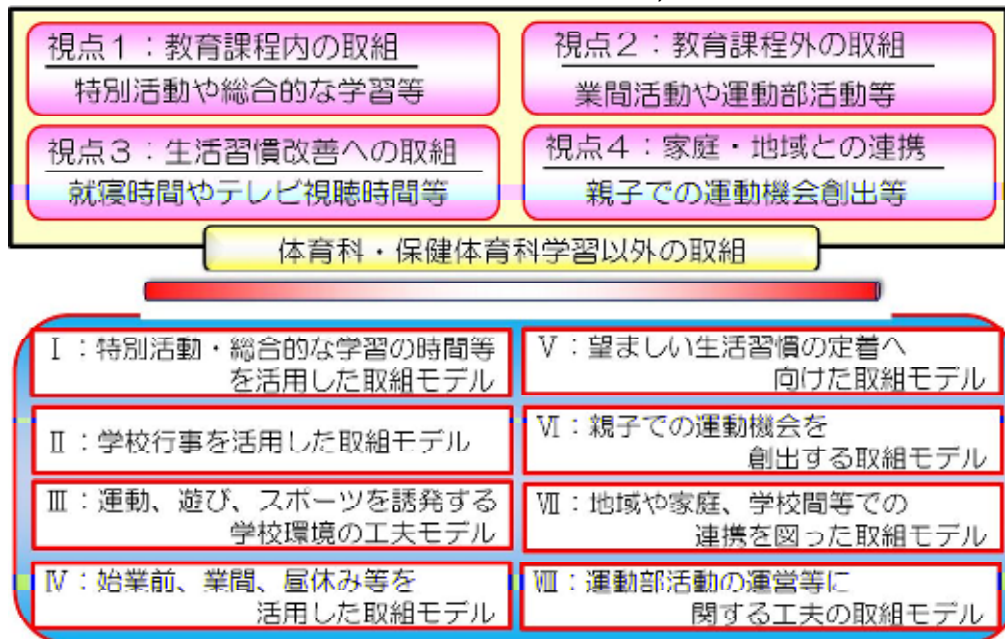 視点1：教育課程内の取組
特別活動や総合的な学習等
視点2：教育課程外の取組
業間活動や運動部活動等
視点3：生活習慣改善への取組
就寝時間やテレビ視聴時間等
視点4：家庭・地域との連携
親子での運動機会創出等
体育科・保健体育科学習以外の取組
Ⅰ：特別活動・総合的な学習の時間等
を活用した取組モデル
Ⅱ：学校行事を活用した取組モデル
Ⅲ：運動、遊び、スポーツを誘発する
学校環境の工夫モデル
Ⅳ：始業前、業間、昼休み等を
活用した取組モデル
Ⅴ：望ましい生活習慣の定着へ
向けた取組モデル
Ⅵ：親子での運動機会を
創出する取組モデル
Ⅶ：地域や家庭、学校間等での
連携を図った取組モデル
Ⅷ：運動部活動の運営等に
関する工夫の取組モデル